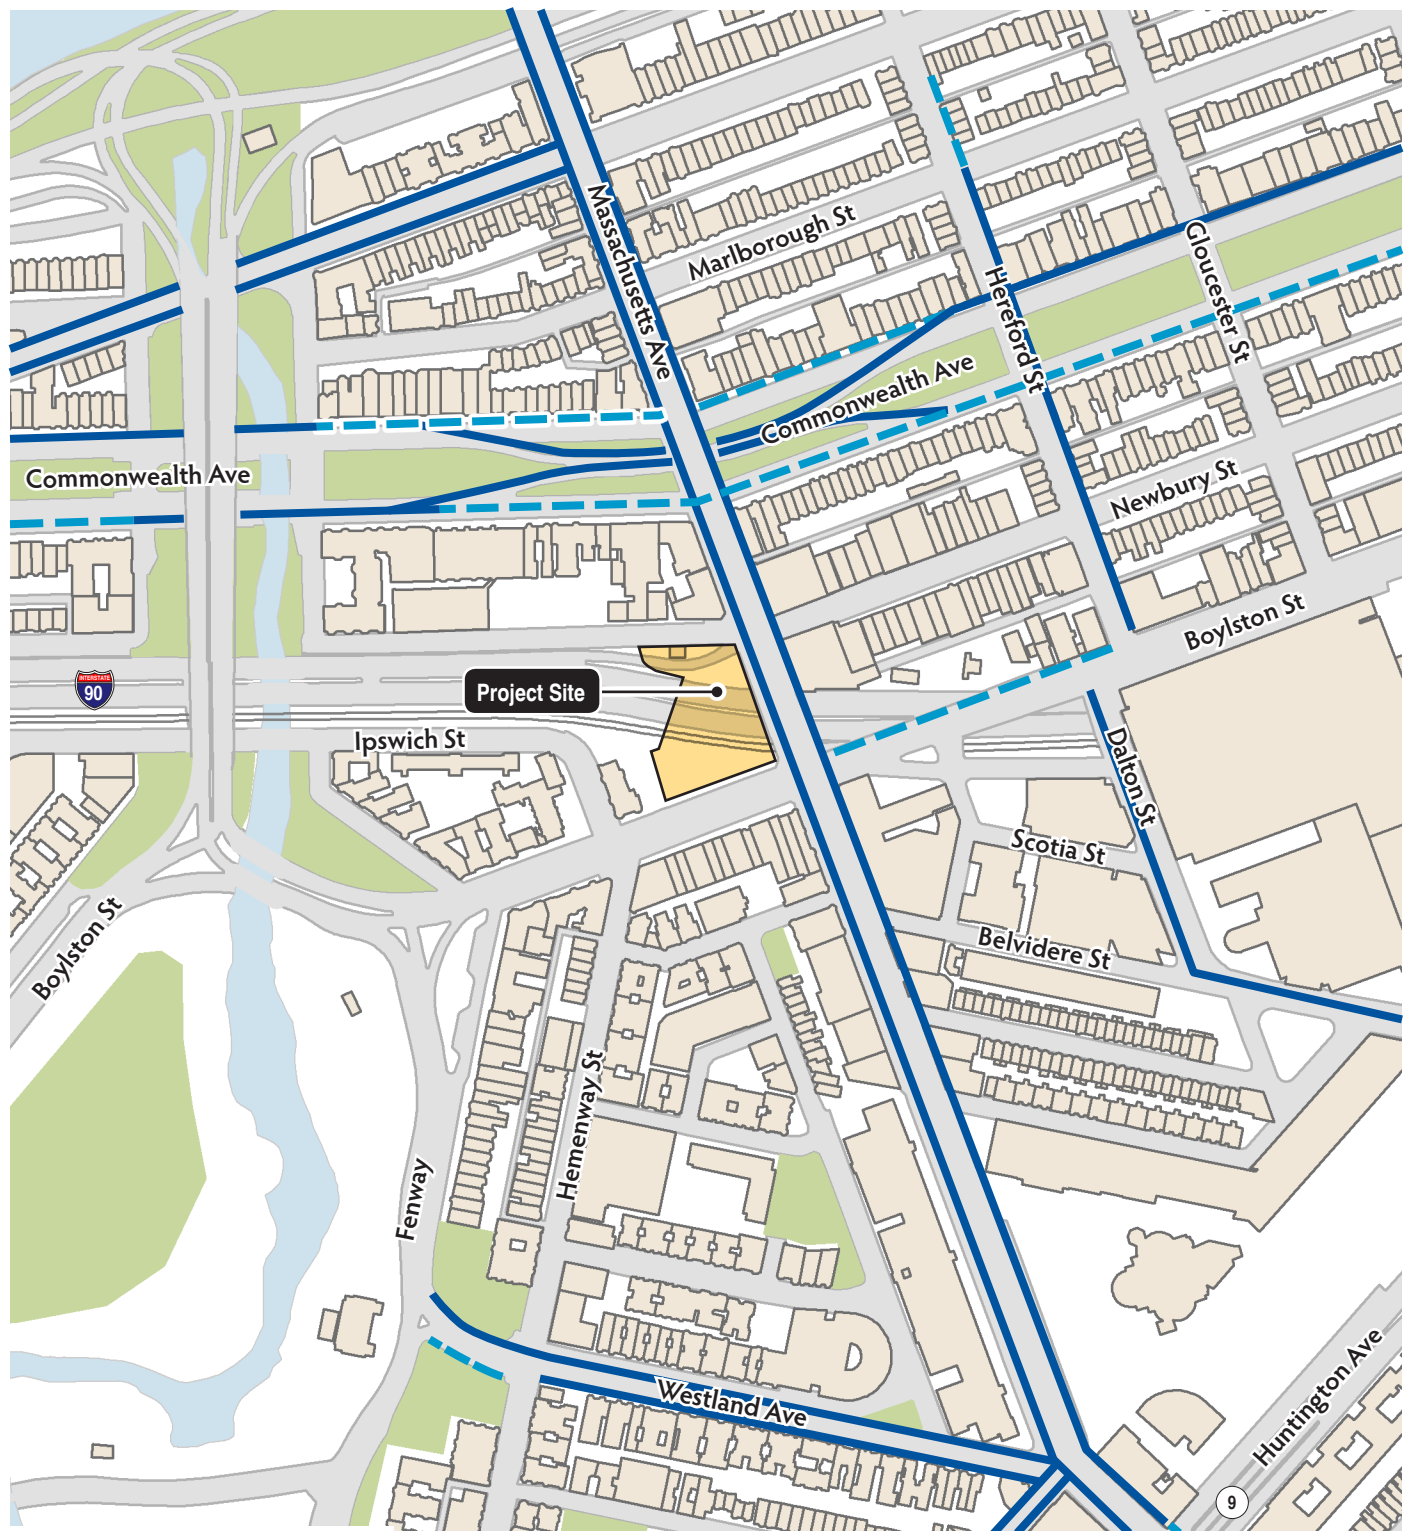 Massachusetts Ave
Marlborough St
Gloucester St
Hereford St
Commonwealth Ave
Commonwealth Ave
Newbury St
Boylston St
INTERSTATE
90
Project Site
Ipswich St
Dalton St
Scotia St
Boylston St
Belvidere St
Hemenway St
Fenway
Westland Ave
Huntington Ave
9